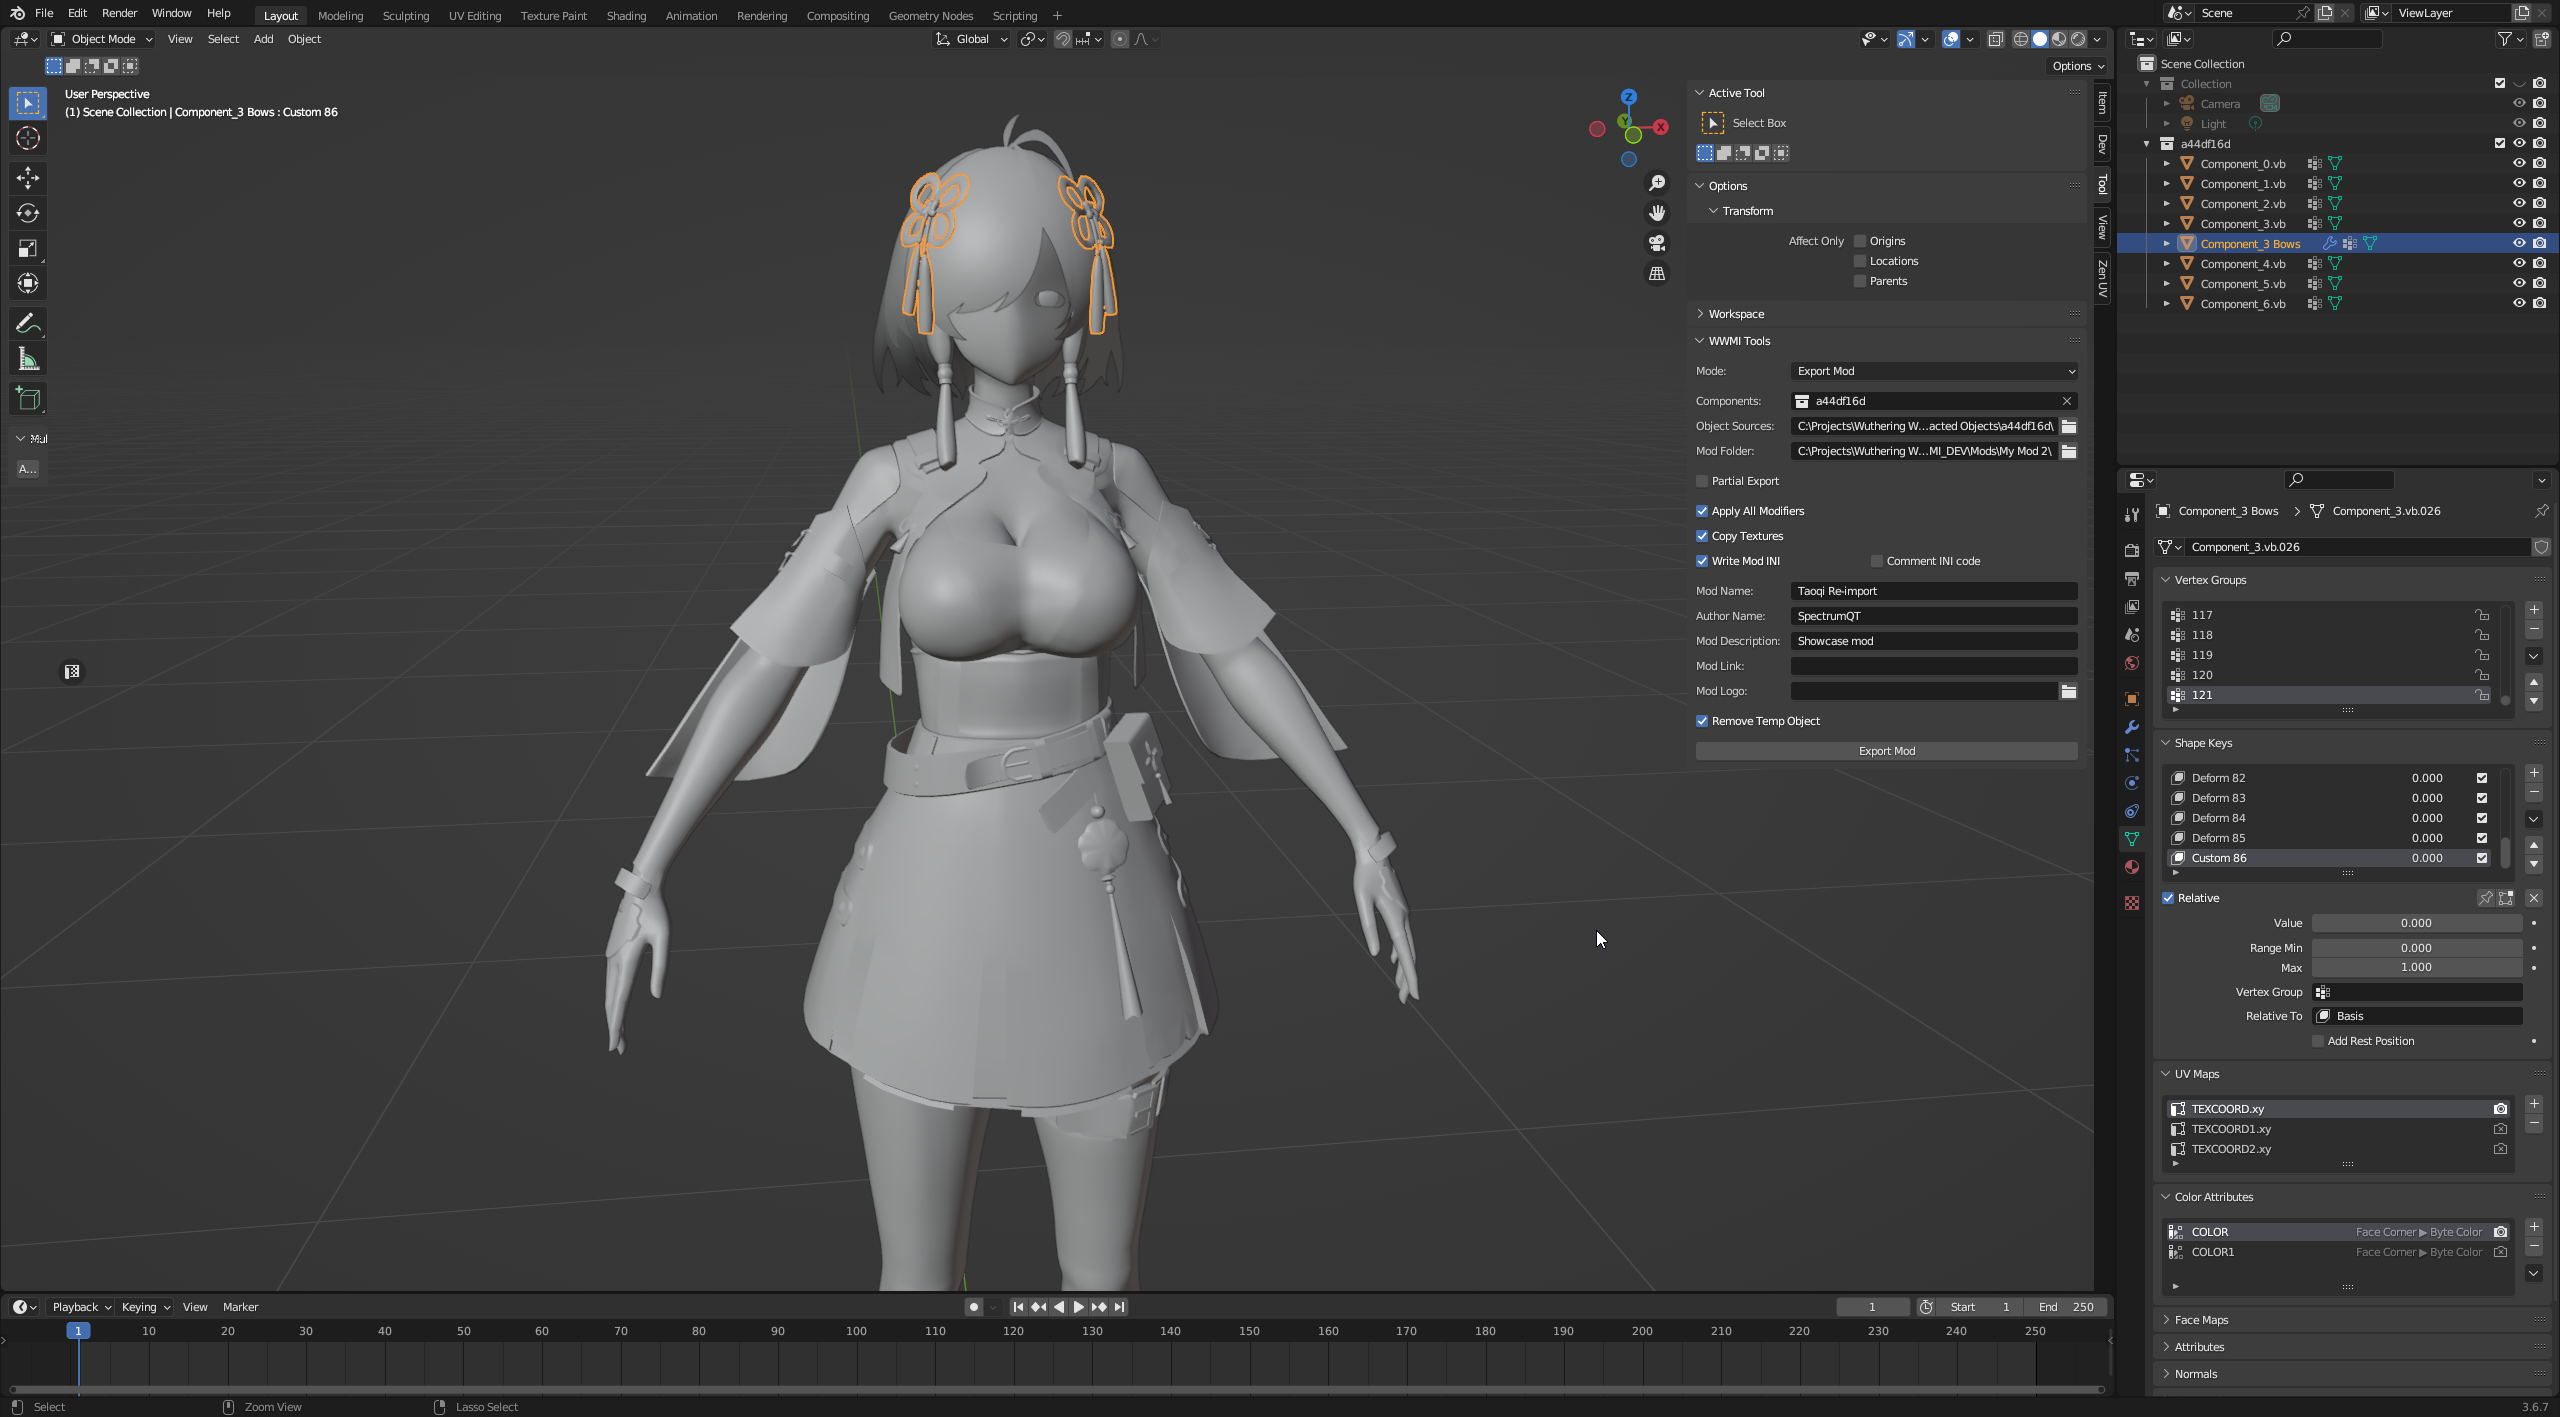 File Edit Render Window Help Layout Modeling Sculpting UV Editing Texture Paint Shading Animation Rendering Compositing Geometry Nodes Scripting + Scene ViewLayer
Object Mode View Select Add Object Global
Options
User Perspective
(1) Scene Collection | Component_3 Bows : Custom 86
Mul
A...
Z
Y
X
Active Tool
Select Box
Options
Transform
Affect Only Origins
Locations
Parents
Workspace
WWMI Tools
Mode: Export Mod
Components: a44df16d
Object Sources: C:\Projects\Wuthering W...acted Objects\a44df16d\
Mod Folder: C:\Projects\Wuthering W...MI_DEV\Mods\My Mod 2\
Partial Export
Apply All Modifiers
Copy Textures
Write Mod INI Comment INI code
Mod Name: Taoqi Re-import
Author Name: SpectrumQT
Mod Description: Showcase mod
Mod Link:
Mod Logo:
Remove Temp Object
Export Mod
Item
Dev
Tool
View
Zen UV
Scene Collection
Collection
Camera
Light
a44df16d
Component_0.vb
Component_1.vb
Component_2.vb
Component_3.vb
Component_3 Bows
Component_4.vb
Component_5.vb
Component_6.vb
Component_3 Bows Component_3.vb.026
Component_3.vb.026
Vertex Groups
117
118
119
120
121
Shape Keys
Deform 82 0.000
Deform 83 0.000
Deform 84 0.000
Deform 85 0.000
Custom 86 0.000
Relative
Value 0.000
Range Min 0.000
Max 1.000
Vertex Group
Relative To Basis
Add Rest Position
UV Maps
TEXCOORD.xy
TEXCOORD1.xy
TEXCOORD2.xy
Color Attributes
COLOR Face Corner ▶ Byte Color
COLOR1 Face Corner ▶ Byte Color
Face Maps
Attributes
Normals
Playback Keying View Marker 1 Start 1 End 250
1 10 20 30 40 50 60 70 80 90 100 110 120 130 140 150 160 170 180 190 200 210 220 230 240 250
Select Zoom View Lasso Select 3.6.7